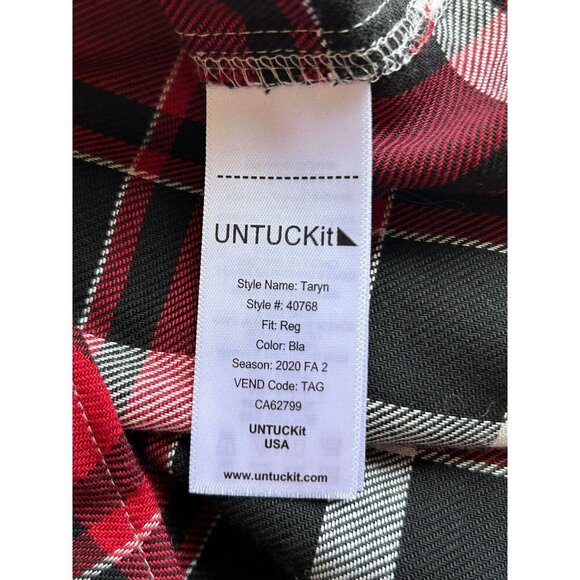 UNTUCKit
Style Name: Taryn
Style #: 40768
Fit: Reg
Color: Bla
Season: 2020 FA 2
VEND Code: TAG
CA62799
UNTUCKit
USA
www.untuckit.com